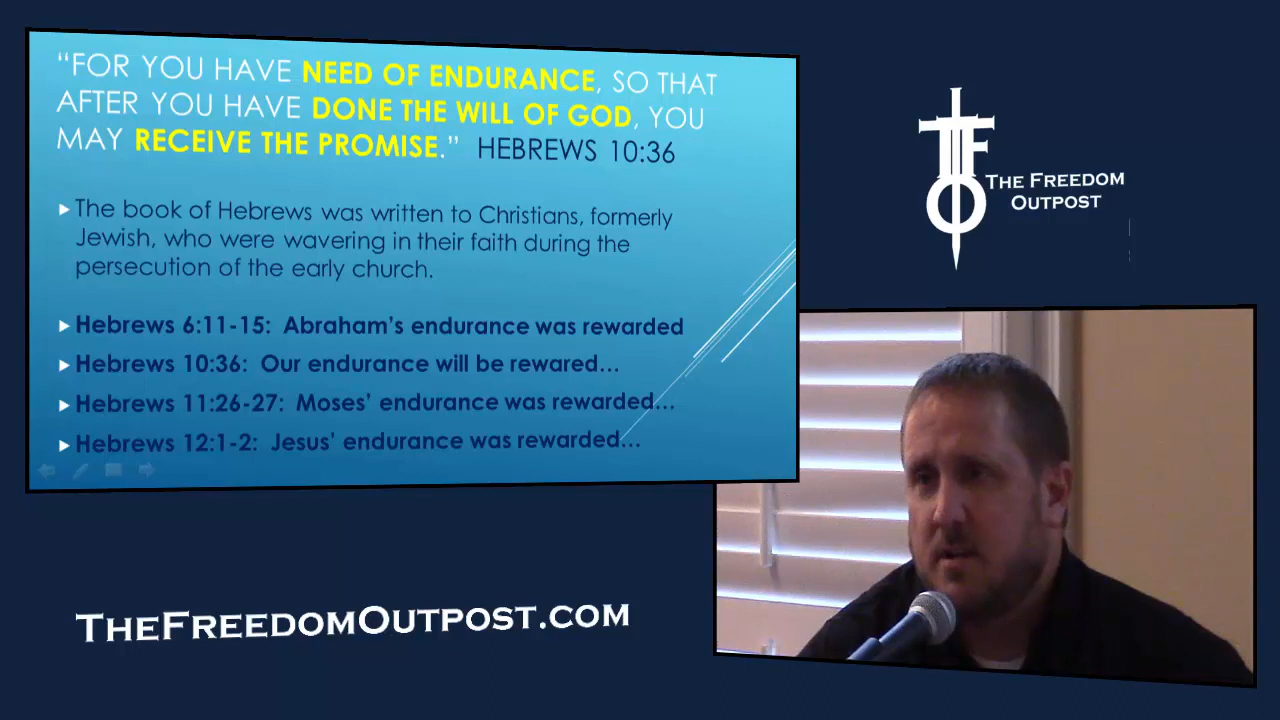 “FOR YOU HAVE NEED OF ENDURANCE, SO THAT
AFTER YOU HAVE DONE THE WILL OF GOD, YOU
MAY RECEIVE THE PROMISE.” HEBREWS 10:36
The book of Hebrews was written to Christians, formerly
Jewish, who were wavering in their faith during the
persecution of the early church.
Hebrews 6:11-15: Abraham’s endurance was rewarded
Hebrews 10:36: Our endurance will be rewared…
Hebrews 11:26-27: Moses’ endurance was rewarded…
Hebrews 12:1-2: Jesus’ endurance was rewarded…
TFO
THE FREEDOM
OUTPOST
THEFREEDOMOUTPOST.COM